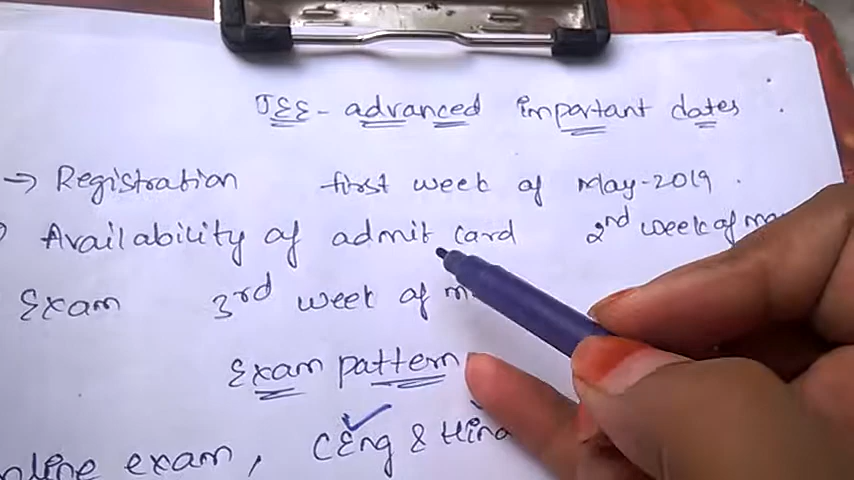 JEE - advanced important dates
→ Registration first week of May-2019.
Availability of admit card 2nd week of
Exam 3rd week of
Exam pattern
exam, (Eng &